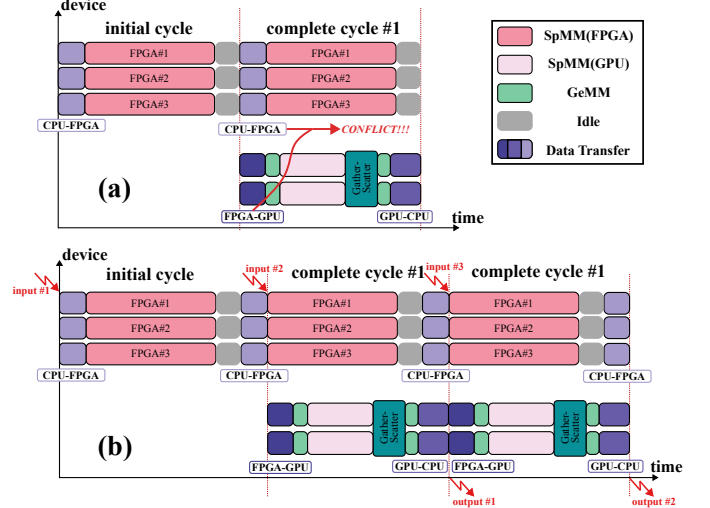 device
initial cycle
complete cycle #1
FPGA#1
FPGA#1
FPGA#2
FPGA#2
FPGA#3
FPGA#3
CPU-FPGA
CPU-FPGA
CONFLICT!!!
(a)
Gather-
Scatter
FPGA-GPU
GPU-CPU
time
SpMM(FPGA)
SpMM(GPU)
GeMM
Idle
Data Transfer
device
initial cycle
input #2
complete cycle #1
input #3
complete cycle #1
input #1
FPGA#1
FPGA#1
FPGA#1
FPGA#2
FPGA#2
FPGA#2
FPGA#3
FPGA#3
FPGA#3
CPU-FPGA
CPU-FPGA
CPU-FPGA
CPU-FPGA
(b)
Gather-
Scatter
Gather-
Scatter
FPGA-GPU
GPU-CPU
FPGA-GPU
GPU-CPU
time
output #1
output #2